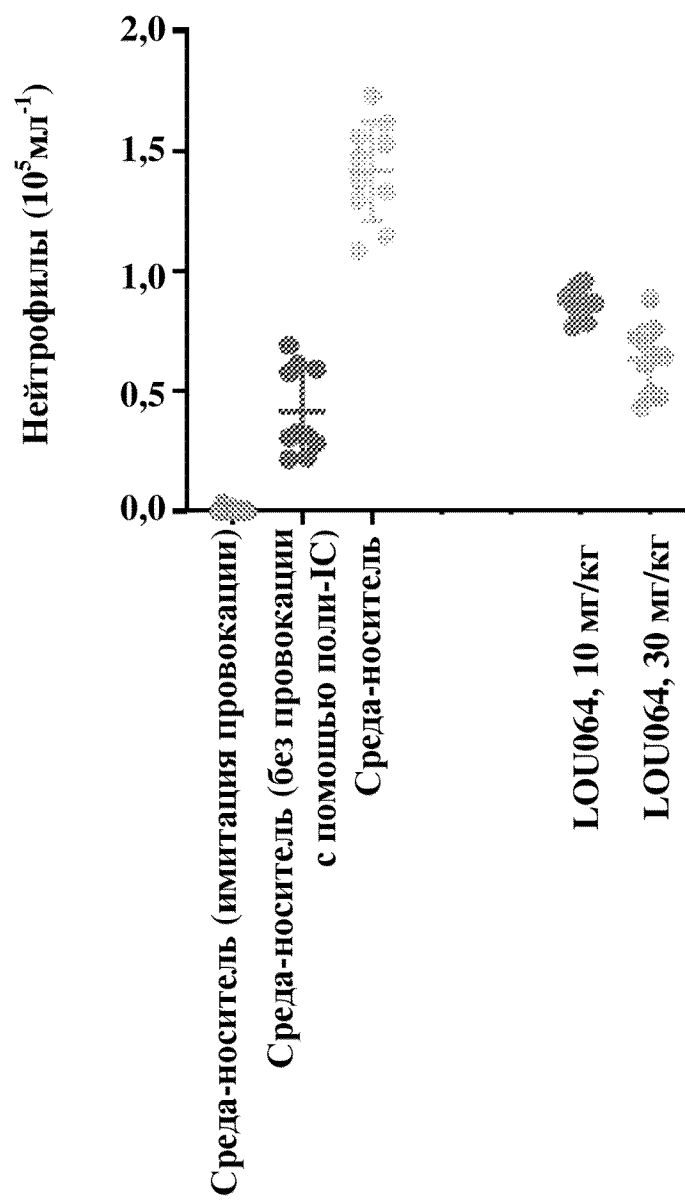 Нейтрофилы (10⁵мл⁻¹)
2,0
1,5
1,0
0,5
0,0
Среда-носитель (имитация провокации)
Среда-носитель (без провокации
с помощью поли-IC)
Среда-носитель
LOU064, 10 мг/кг
LOU064, 30 мг/кг